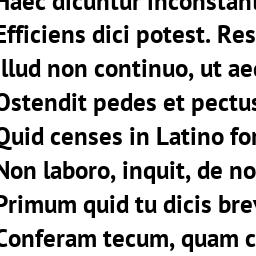 Haec dicuntur inconstant
Efficiens dici potest. Res
Illud non continuo, ut aed
Ostendit pedes et pectus
Quid censes in Latino for
Non laboro, inquit, de no
Primum quid tu dicis brev
Conferam tecum, quam c